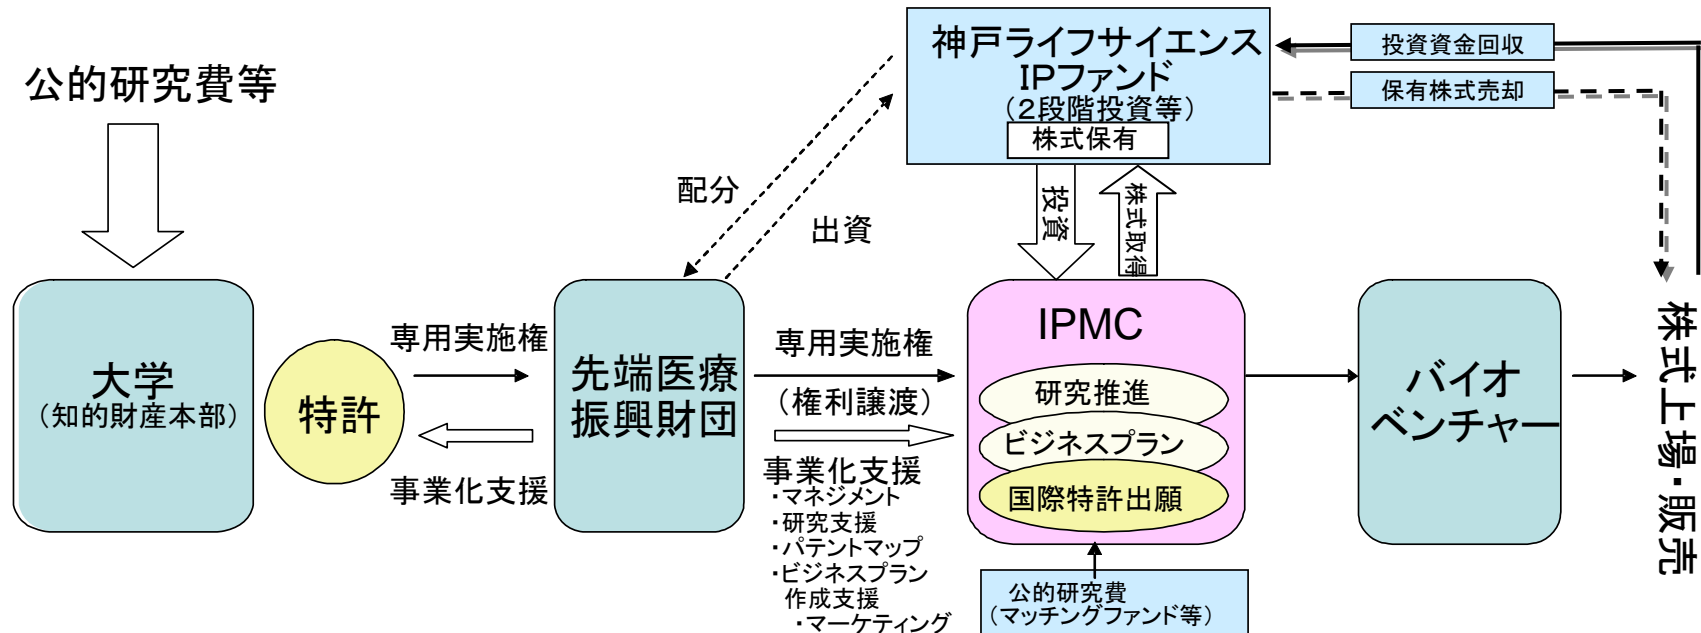 公的研究費等
神戸ライフサイエンス
IPファンド
(2段階投資等)
株式保有
投資資金回収
保有株式売却
配分
出資
投資
株式取得
大学
(知的財産本部)
特許
専用実施権
事業化支援
先端医療
振興財団
専用実施権
(権利譲渡)
事業化支援
・マネジメント
・研究支援
・パテントマップ
・ビジネスプラン
作成支援
・マーケティング
IPMC
研究推進
ビジネスプラン
国際特許出願
公的研究費
(マッチングファンド等)
バイオ
ベンチャー
株式上場・販売